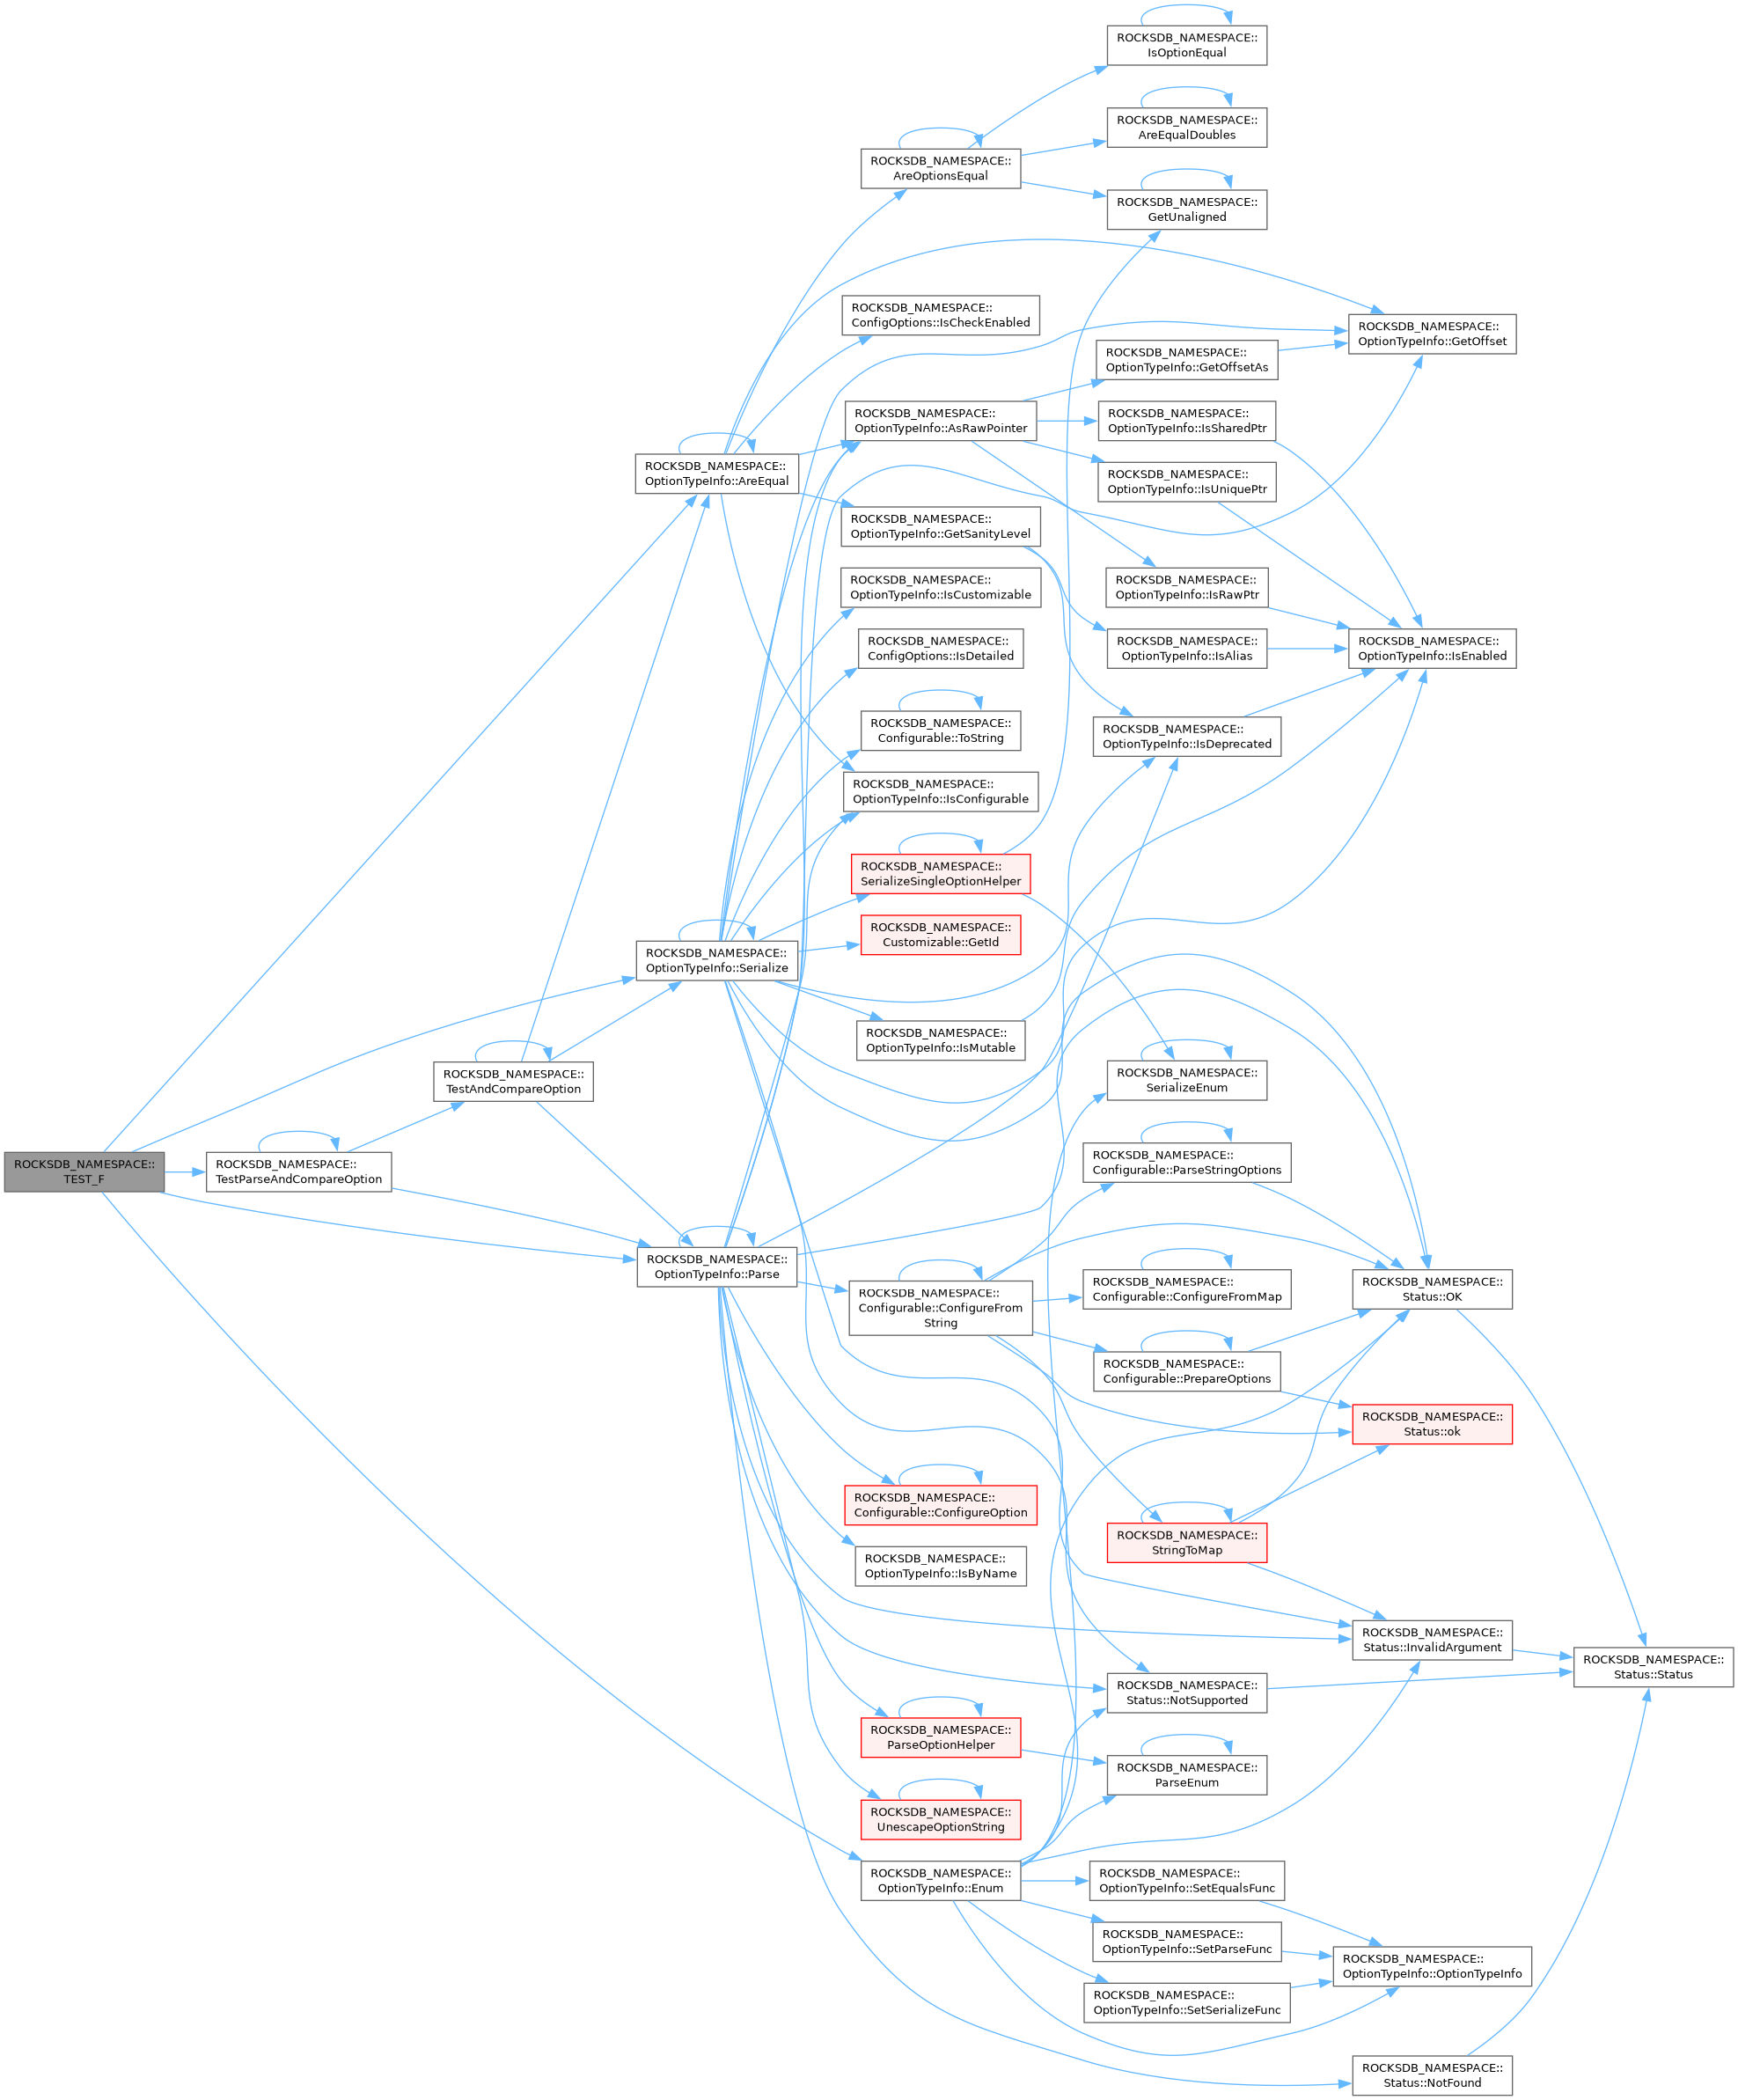 ROCKSDB_NAMESPACE::
IsOptionEqual
ROCKSDB_NAMESPACE::
AreEqualDoubles
ROCKSDB_NAMESPACE::
AreOptionsEqual
ROCKSDB_NAMESPACE::
GetUnaligned
ROCKSDB_NAMESPACE::
ConfigOptions::IsCheckEnabled
ROCKSDB_NAMESPACE::
OptionTypeInfo::GetOffset
ROCKSDB_NAMESPACE::
OptionTypeInfo::GetOffsetAs
ROCKSDB_NAMESPACE::
OptionTypeInfo::AsRawPointer
ROCKSDB_NAMESPACE::
OptionTypeInfo::IsSharedPtr
ROCKSDB_NAMESPACE::
OptionTypeInfo::AreEqual
ROCKSDB_NAMESPACE::
OptionTypeInfo::IsUniquePtr
ROCKSDB_NAMESPACE::
OptionTypeInfo::GetSanityLevel
ROCKSDB_NAMESPACE::
OptionTypeInfo::IsCustomizable
ROCKSDB_NAMESPACE::
OptionTypeInfo::IsRawPtr
ROCKSDB_NAMESPACE::
ConfigOptions::IsDetailed
ROCKSDB_NAMESPACE::
OptionTypeInfo::IsAlias
ROCKSDB_NAMESPACE::
OptionTypeInfo::IsEnabled
ROCKSDB_NAMESPACE::
Configurable::ToString
ROCKSDB_NAMESPACE::
OptionTypeInfo::IsDeprecated
ROCKSDB_NAMESPACE::
OptionTypeInfo::IsConfigurable
ROCKSDB_NAMESPACE::
SerializeSingleOptionHelper
ROCKSDB_NAMESPACE::
Customizable::GetId
ROCKSDB_NAMESPACE::
OptionTypeInfo::Serialize
ROCKSDB_NAMESPACE::
OptionTypeInfo::IsMutable
ROCKSDB_NAMESPACE::
TestAndCompareOption
ROCKSDB_NAMESPACE::
SerializeEnum
ROCKSDB_NAMESPACE::
TEST_F
ROCKSDB_NAMESPACE::
TestParseAndCompareOption
ROCKSDB_NAMESPACE::
Configurable::ParseStringOptions
ROCKSDB_NAMESPACE::
OptionTypeInfo::Parse
ROCKSDB_NAMESPACE::
Configurable::ConfigureFrom
String
ROCKSDB_NAMESPACE::
Configurable::ConfigureFromMap
ROCKSDB_NAMESPACE::
Status::OK
ROCKSDB_NAMESPACE::
Configurable::PrepareOptions
ROCKSDB_NAMESPACE::
Status::ok
ROCKSDB_NAMESPACE::
Configurable::ConfigureOption
ROCKSDB_NAMESPACE::
StringToMap
ROCKSDB_NAMESPACE::
OptionTypeInfo::IsByName
ROCKSDB_NAMESPACE::
Status::InvalidArgument
ROCKSDB_NAMESPACE::
Status::Status
ROCKSDB_NAMESPACE::
Status::NotSupported
ROCKSDB_NAMESPACE::
ParseOptionHelper
ROCKSDB_NAMESPACE::
ParseEnum
ROCKSDB_NAMESPACE::
UnescapeOptionString
ROCKSDB_NAMESPACE::
OptionTypeInfo::Enum
ROCKSDB_NAMESPACE::
OptionTypeInfo::SetEqualsFunc
ROCKSDB_NAMESPACE::
OptionTypeInfo::SetParseFunc
ROCKSDB_NAMESPACE::
OptionTypeInfo::OptionTypeInfo
ROCKSDB_NAMESPACE::
OptionTypeInfo::SetSerializeFunc
ROCKSDB_NAMESPACE::
Status::NotFound